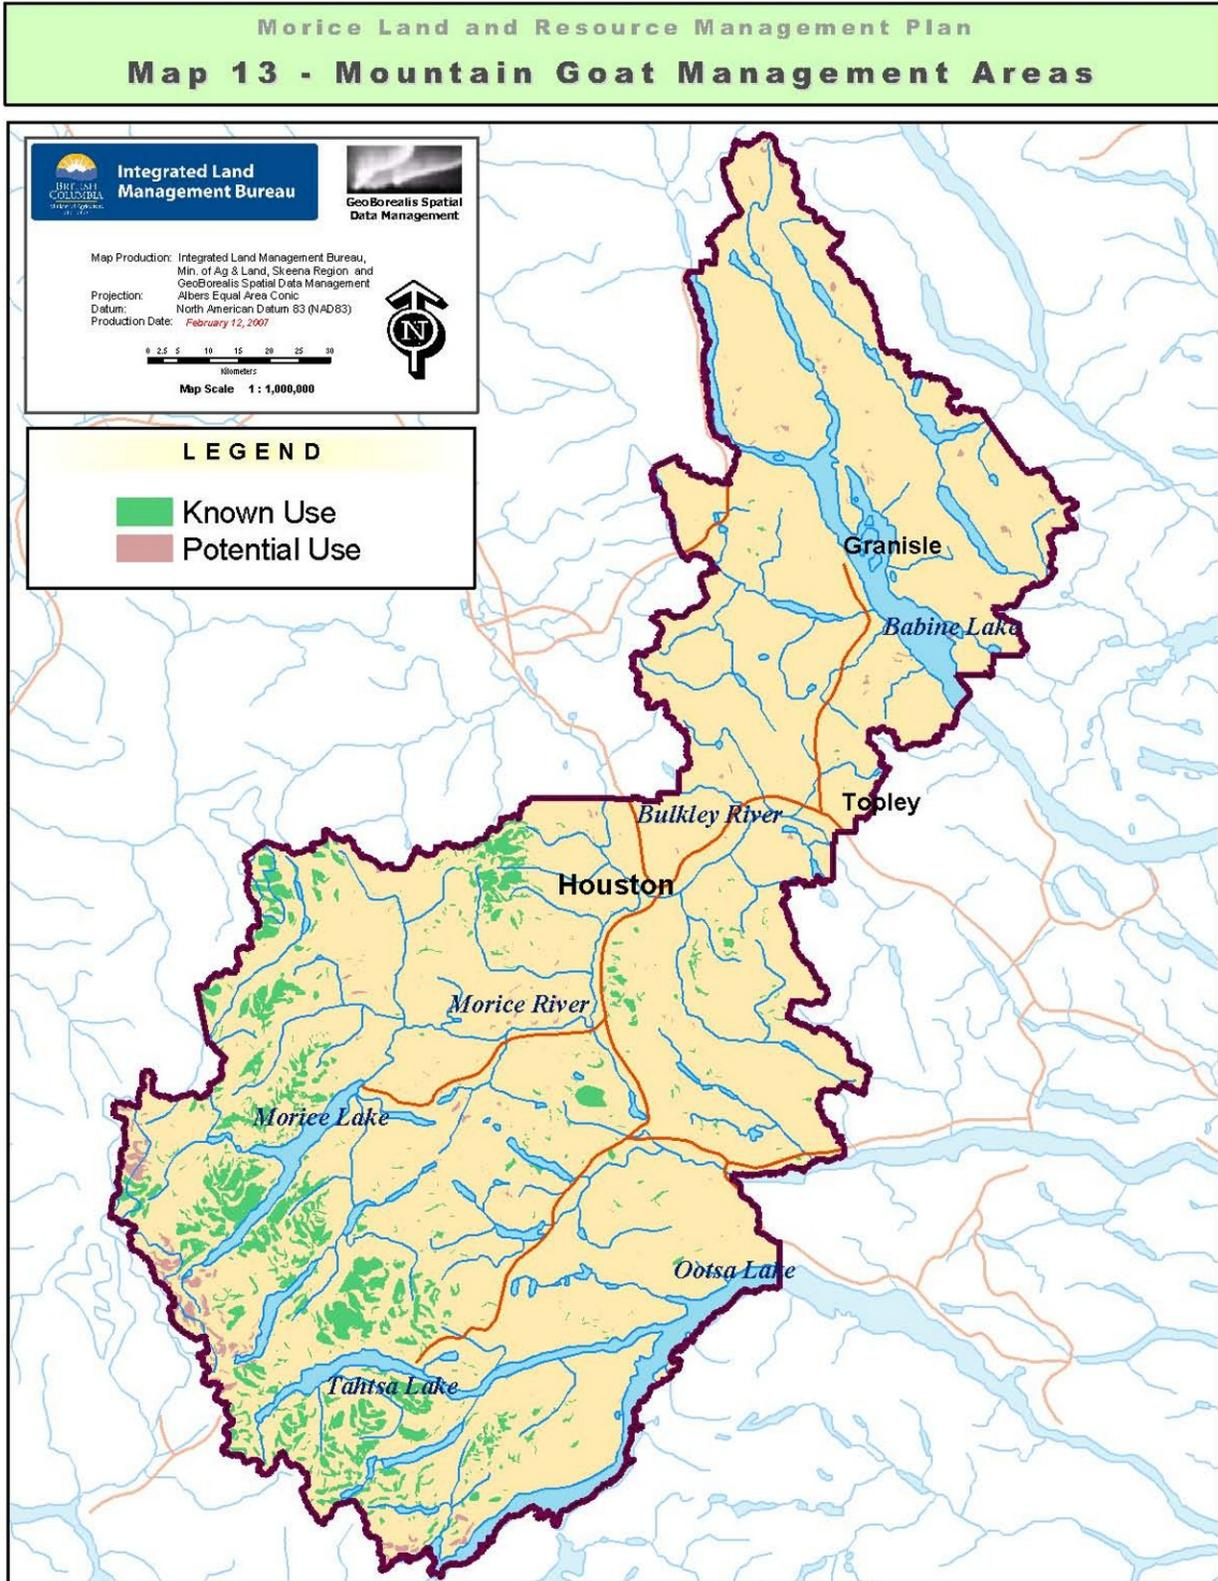 Morice Land and Resource Management Plan
Map 13 - Mountain Goat Management Areas
BRITISH
COLUMBIA
Integrated Land
Management Bureau
GeoBorealis Spatial
Data Management
Map Production: Integrated Land Management Bureau,
Min. of Ag & Land, Skeena Region and
GeoBorealis Spatial Data Management
Projection: Albers Equal Area Conic
Datum: North American Datum 83 (NAD83)
Production Date: February 12, 2007
N
0 2.5 5 10 15 20 25 30
Kilometers
Map Scale 1 : 1,000,000
LEGEND
Known Use
Potential Use
Granisle
Babine Lake
Topley
Bulkley River
Houston
Morice River
Morice Lake
Ootsa Lake
Tahtsa Lake